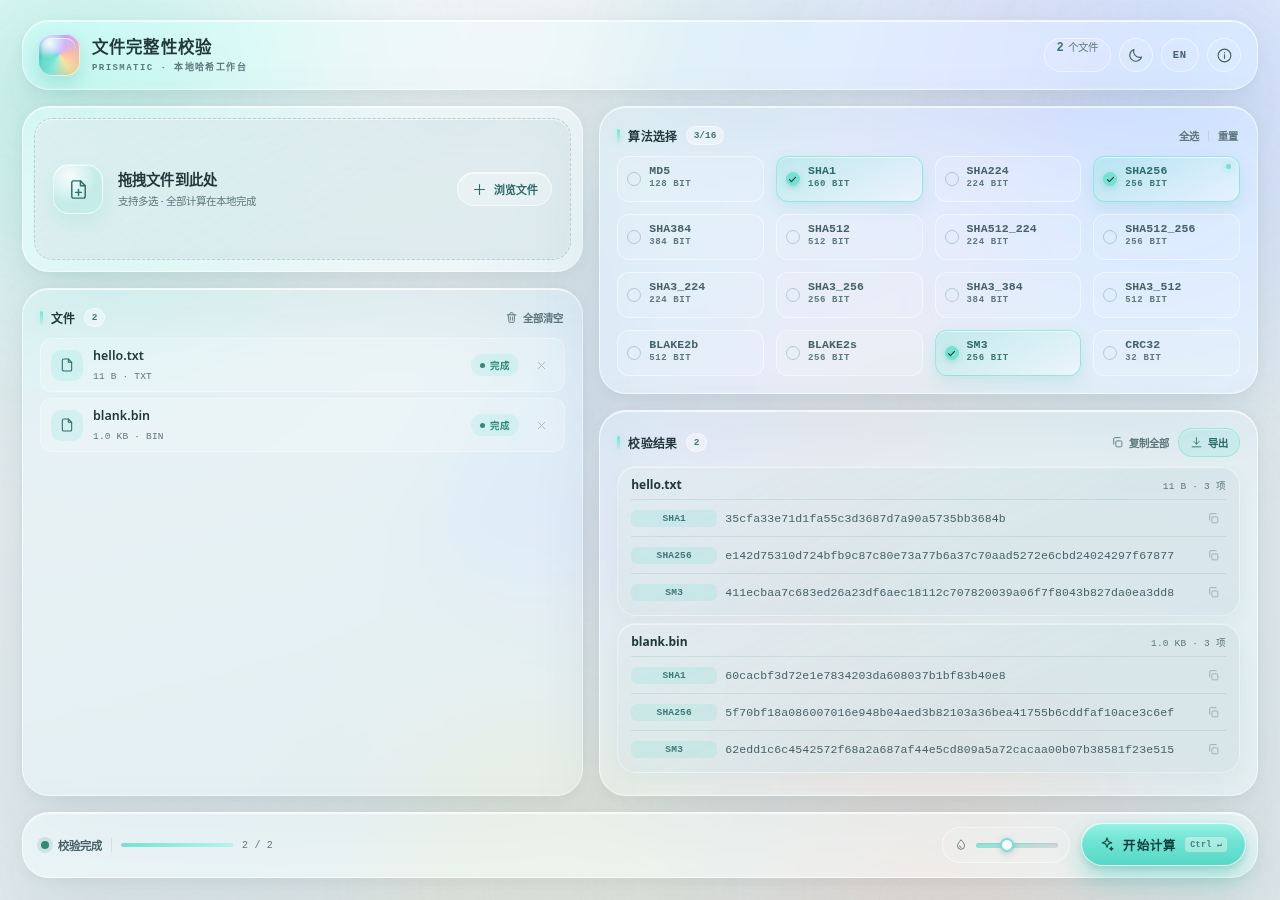 文件完整性校验
PRISMATIC · 本地哈希工作台
2 个文件
EN
拖拽文件到此处
支持多选 · 全部计算在本地完成
浏览文件
算法选择 3/16
全选 重置
MD5
128 BIT
SHA1
160 BIT
SHA224
224 BIT
SHA256
256 BIT
SHA384
384 BIT
SHA512
512 BIT
SHA512_224
224 BIT
SHA512_256
256 BIT
SHA3_224
224 BIT
SHA3_256
256 BIT
SHA3_384
384 BIT
SHA3_512
512 BIT
BLAKE2b
512 BIT
BLAKE2s
256 BIT
SM3
256 BIT
CRC32
32 BIT
文件 2
全部清空
hello.txt
11 B · TXT
完成
blank.bin
1.0 KB · BIN
完成
校验结果 2
复制全部
导出
hello.txt
11 B · 3 项
SHA1 35cfa33e71d1fa55c3d3687d7a90a5735bb3684b
SHA256 e142d75310d724bfb9c87c80e73a77b6a37c70aad5272e6cbd24024297f67877
SM3 411ecbaa7c683ed26a23df6aec18112c707820039a06f7f8043b827da0ea3dd8
blank.bin
1.0 KB · 3 项
SHA1 60cacbf3d72e1e7834203da608037b1bf83b40e8
SHA256 5f70bf18a086007016e948b04aed3b82103a36bea41755b6cddfaf10ace3c6ef
SM3 62edd1c6c4542572f68a2a687af44e5cd809a5a72cacaa00b07b38581f23e515
校验完成
2 / 2
开始计算 Ctrl ↵